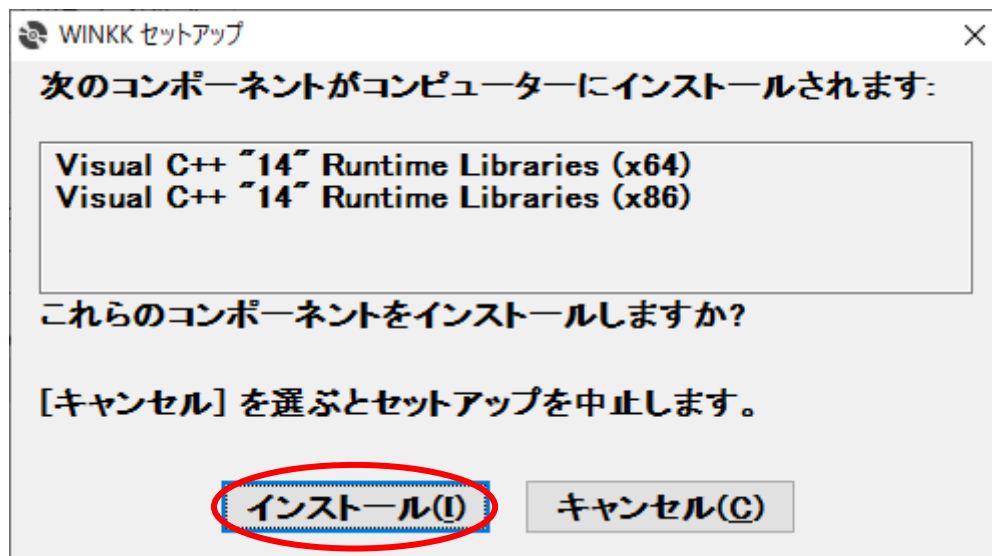 WINKK セットアップ
次のコンポーネントがコンピューターにインストールされます:
Visual C++ "14" Runtime Libraries (x64)
Visual C++ "14" Runtime Libraries (x86)
これらのコンポーネントをインストールしますか?
[キャンセル] を選ぶとセットアップを中止します。
インストール(I) キャンセル(C)